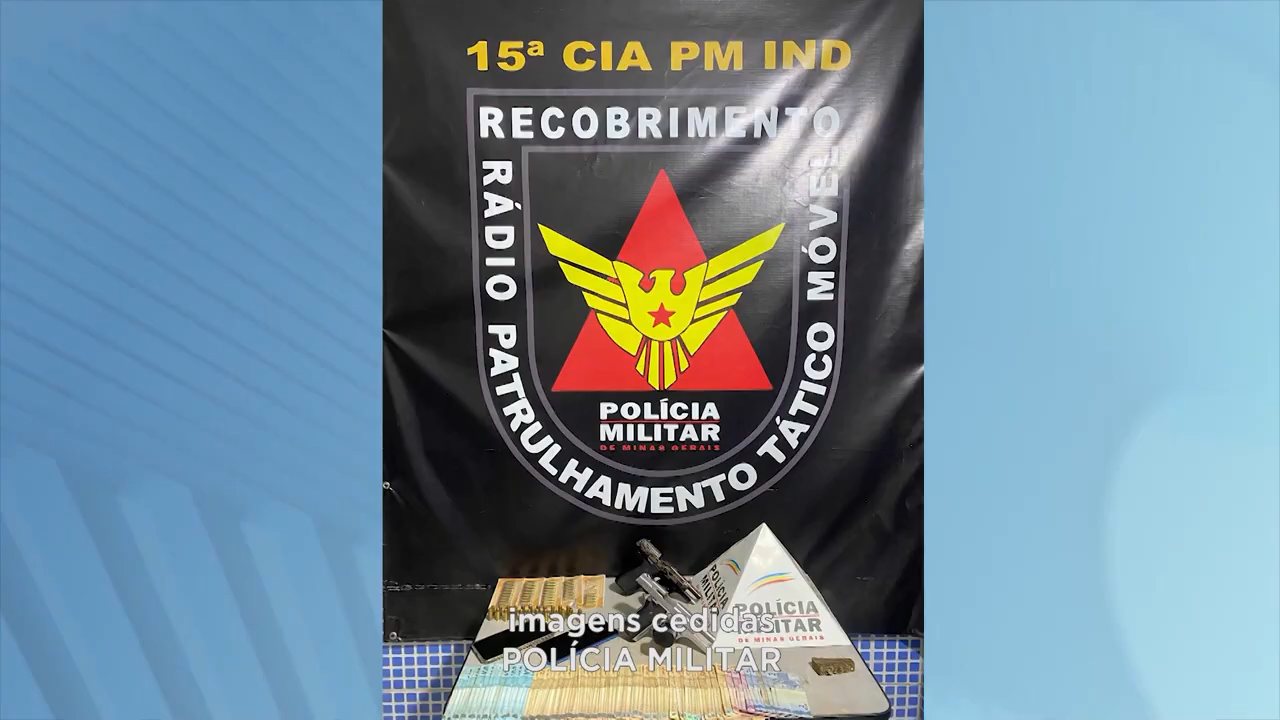 15ª CIA PM IND
RECOBRIMENTO
RÁDIO PATRULHAMENTO TÁTICO MÓVEL
POLÍCIA
MILITAR
DE MINAS GERAIS
POLÍCIA
POLÍCIA
MILITAR
DE MINAS GERAIS
imagens cedidas
POLÍCIA MILITAR